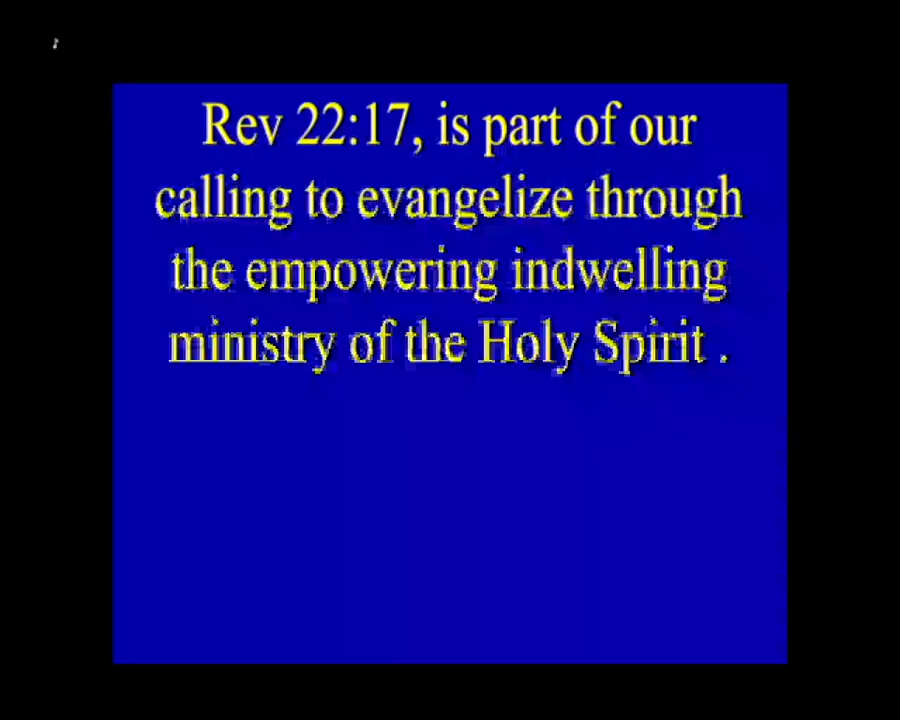 Rev 22:17, is part of our
calling to evangelize through
the empowering indwelling
ministry of the Holy Spirit .